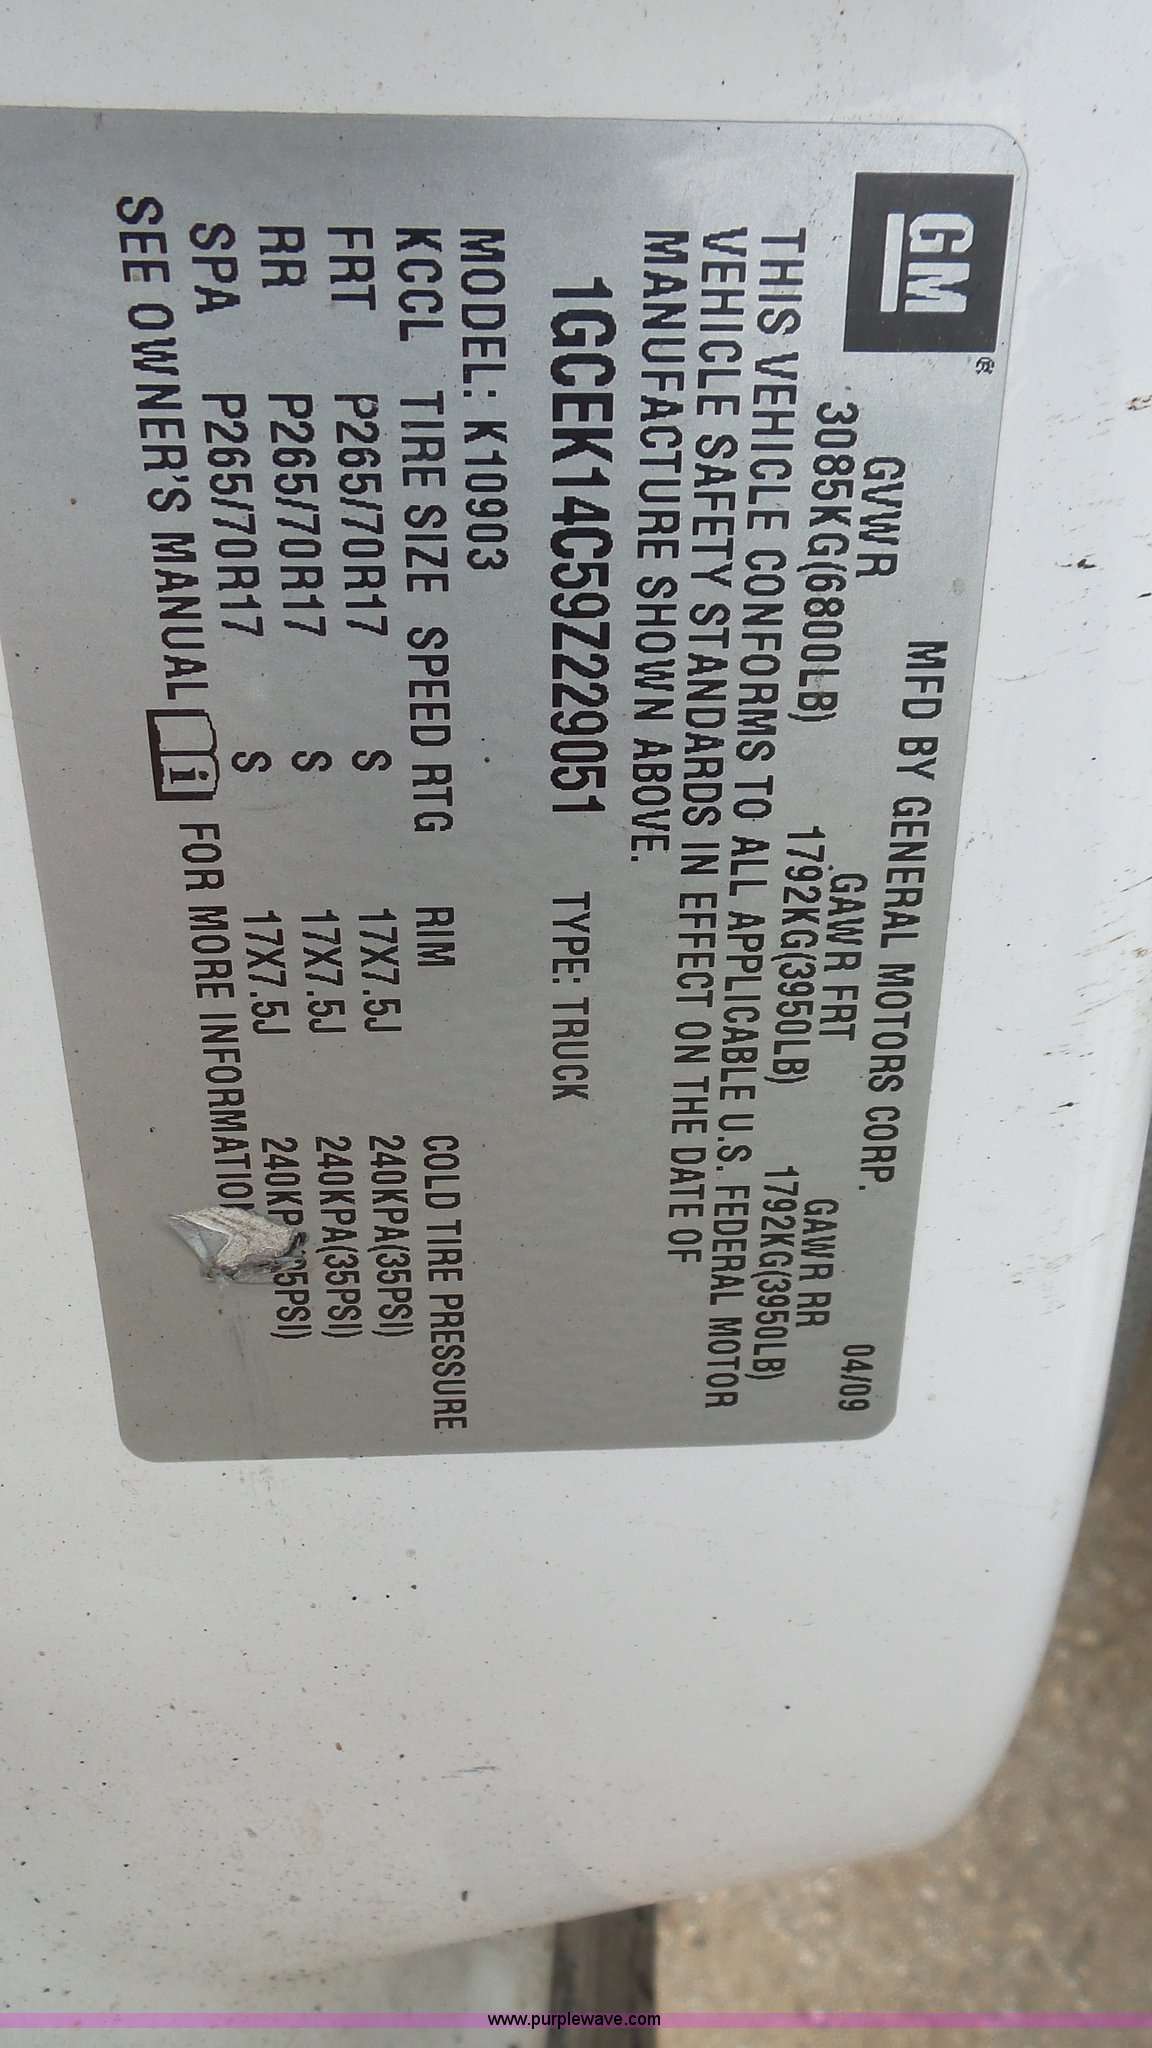 GM®
MFD BY GENERAL MOTORS CORP. 04/09
GVWR GAWR FRT GAWR RR
3085KG(6800LB) 1792KG(3950LB) 1792KG(3950LB)
THIS VEHICLE CONFORMS TO ALL APPLICABLE U.S. FEDERAL MOTOR
VEHICLE SAFETY STANDARDS IN EFFECT ON THE DATE OF
MANUFACTURE SHOWN ABOVE.
1GCEK14C59Z229051 TYPE: TRUCK
MODEL: K10903
KCCL TIRE SIZE SPEED RTG RIM COLD TIRE PRESSURE
FRT P265/70R17 S 17X7.5J 240KPA(35PSI)
RR P265/70R17 S 17X7.5J 240KPA(35PSI)
SPA P265/70R17 S 17X7.5J
SEE OWNER'S MANUAL i FOR MORE INFORMATION
www.purplewave.com